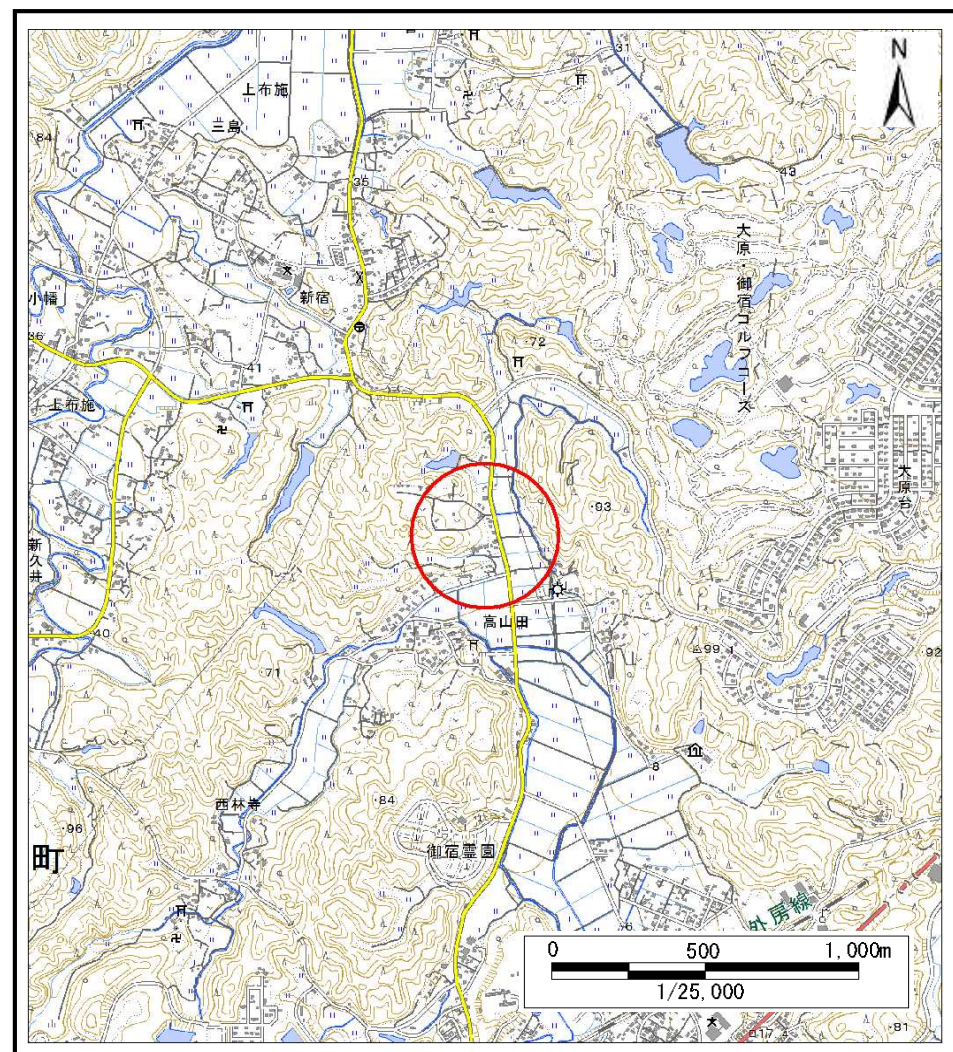 N
31
上布施
三島
84
43
35
大原・御宿ゴルフコース
小幡
新宿
72
36
41
上布施
大原台
93
新久井
高山田
40
99.1
92
71
8
84
西林寺
96
御宿霊園
町
外房線
6
0 500 1,000m
1/25,000
17.4
81